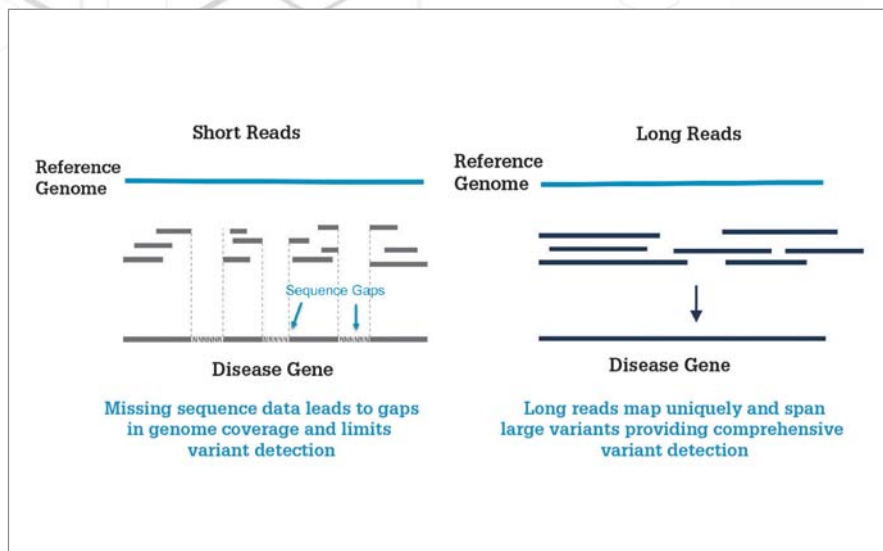 Short Reads
Reference
Genome
Sequence Gaps
Disease Gene
Missing sequence data leads to gaps
in genome coverage and limits
variant detection
Long Reads
Reference
Genome
Disease Gene
Long reads map uniquely and span
large variants providing comprehensive
variant detection